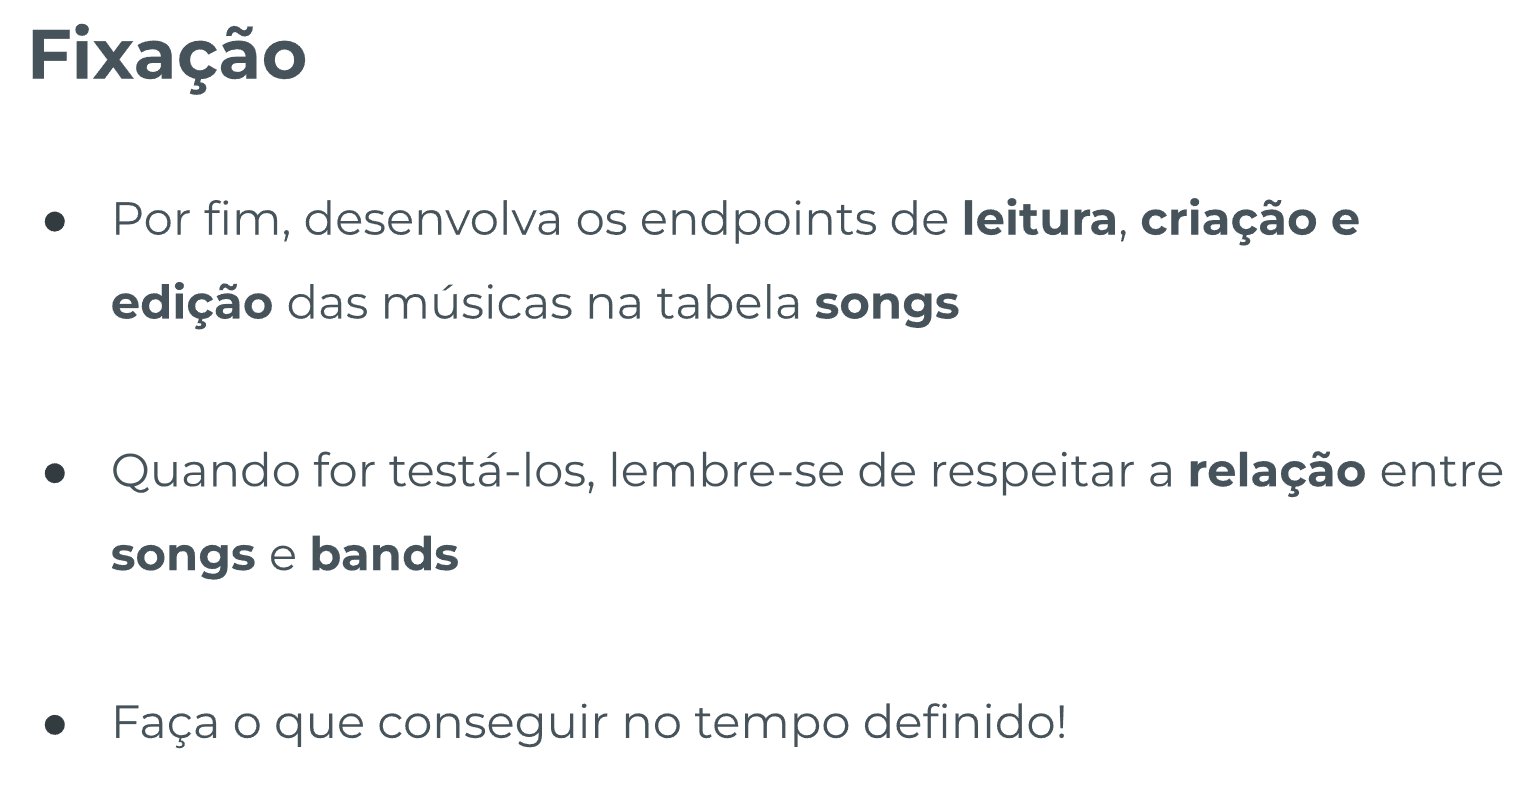 Fixação
● Por fim, desenvolva os endpoints de leitura, criação e
edição das músicas na tabela songs
● Quando for testá-los, lembre-se de respeitar a relação entre
songs e bands
● Faça o que conseguir no tempo definido!